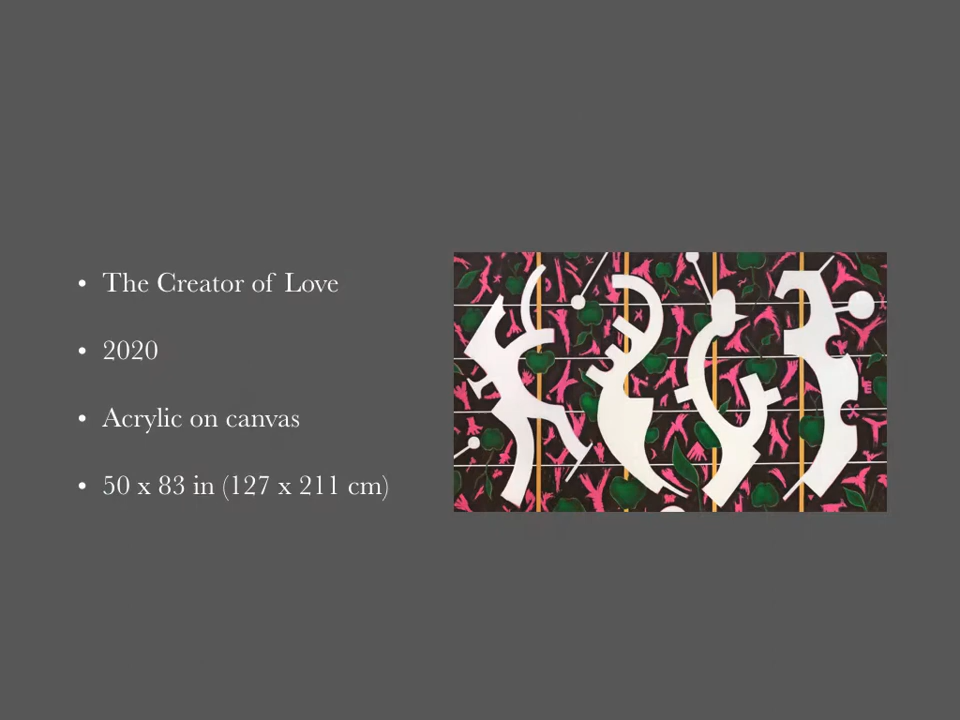 • The Creator of Love
• 2020
• Acrylic on canvas
• 50 x 83 in (127 x 211 cm)